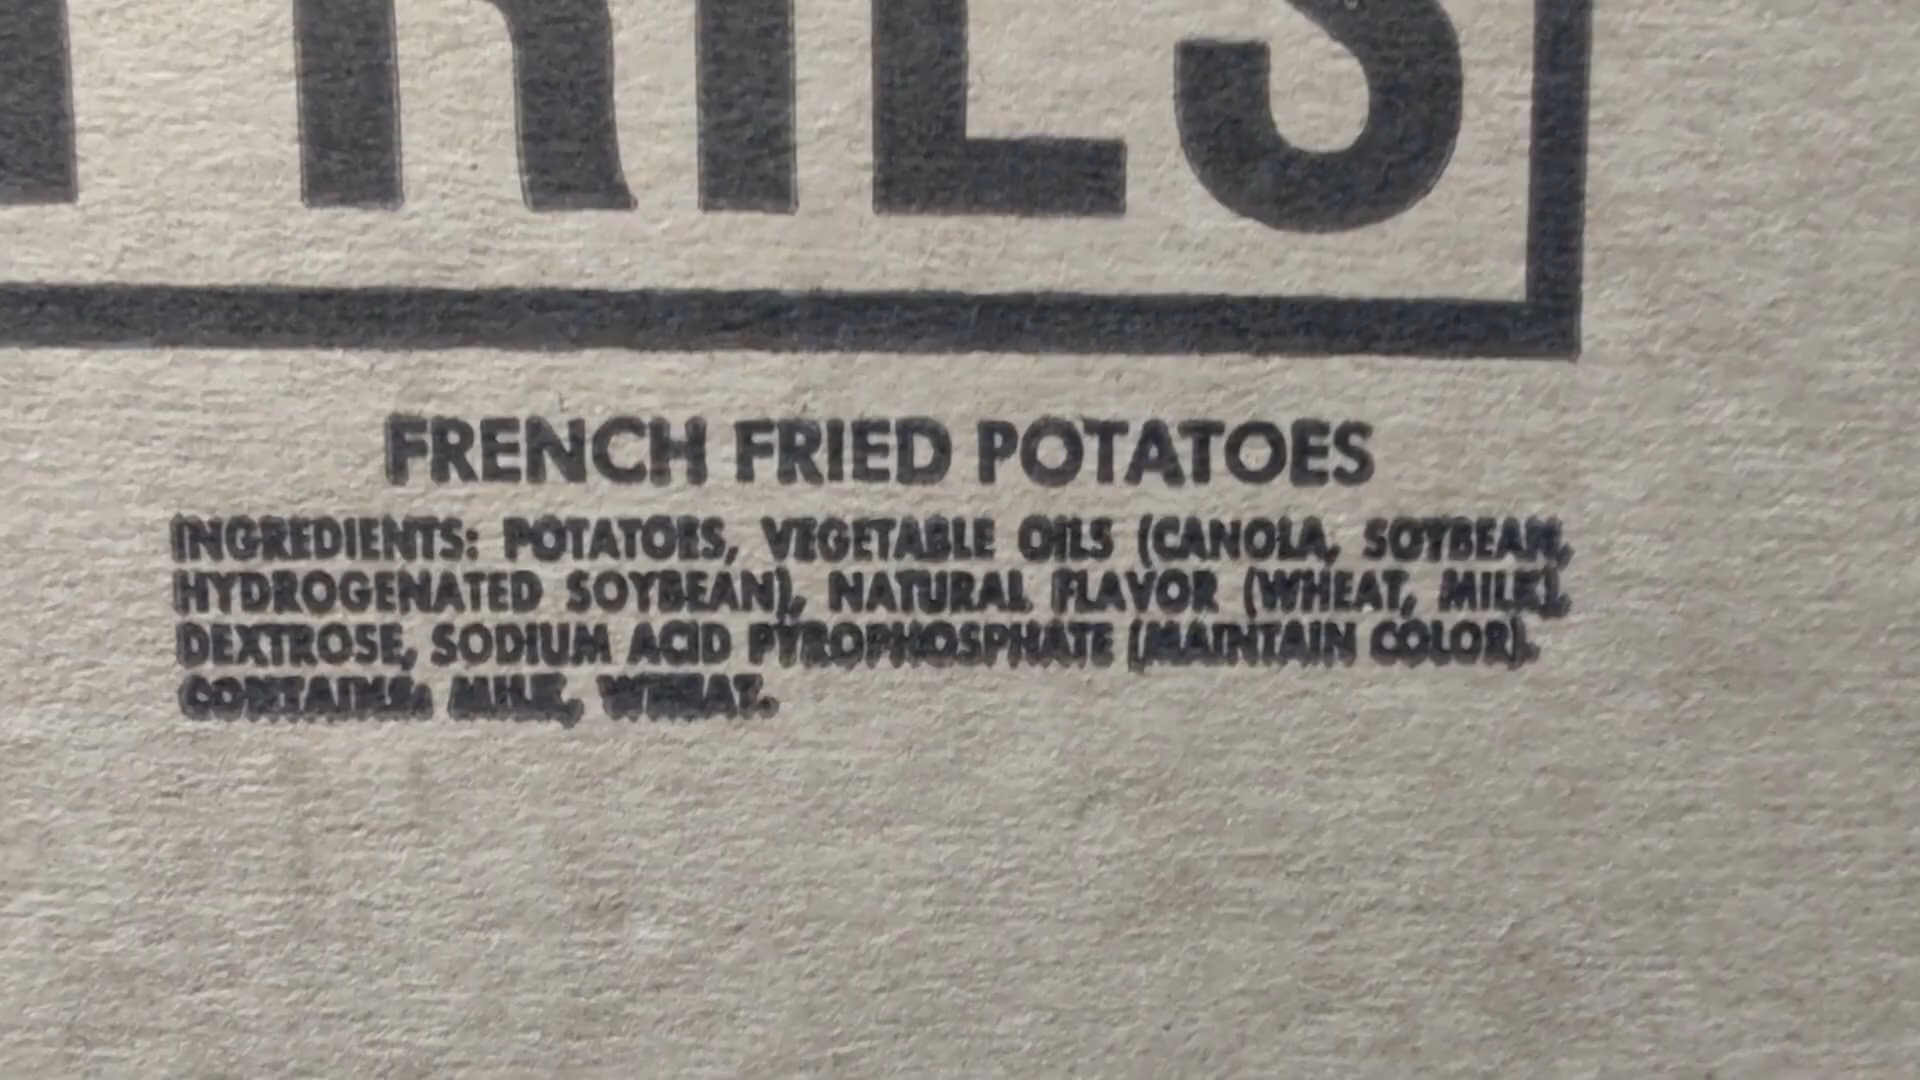 FRIES
FRENCH FRIED POTATOES
INGREDIENTS: POTATOES, VEGETABLE OILS (CANOLA, SOYBEAN,
HYDROGENATED SOYBEAN), NATURAL FLAVOR (WHEAT, MILK),
DEXTROSE, SODIUM ACID PYROPHOSPHATE (MAINTAIN COLOR).
CONTAINS: MILK, WHEAT.